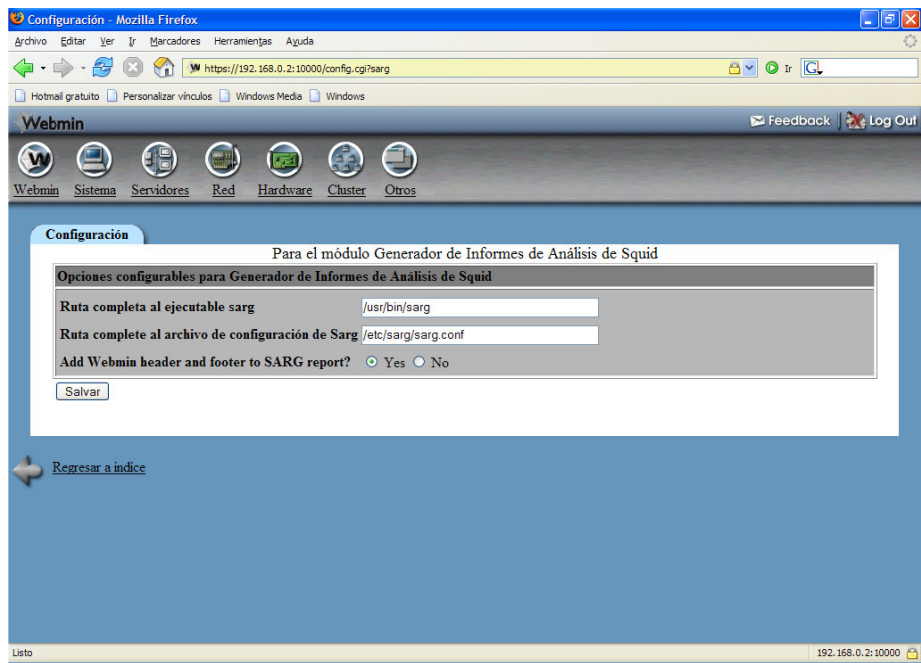 Configuración - Mozilla Firefox
Archivo Editar Ver Ir Marcadores Herramientas Ayuda
https://192.168.0.2:10000/config.cgi?sarg Ir
Hotmail gratuito Personalizar vínculos Windows Media Windows
Webmin Feedback Log Out
Webmin Sistema Servidores Red Hardware Cluster Otros
Configuración
Para el módulo Generador de Informes de Análisis de Squid
Opciones configurables para Generador de Informes de Análisis de Squid
Ruta completa al ejecutable sarg /usr/bin/sarg
Ruta complete al archivo de configuración de Sarg /etc/sarg/sarg.conf
Add Webmin header and footer to SARG report? Yes No
Salvar
Regresar a indice
Listo 192.168.0.2:10000